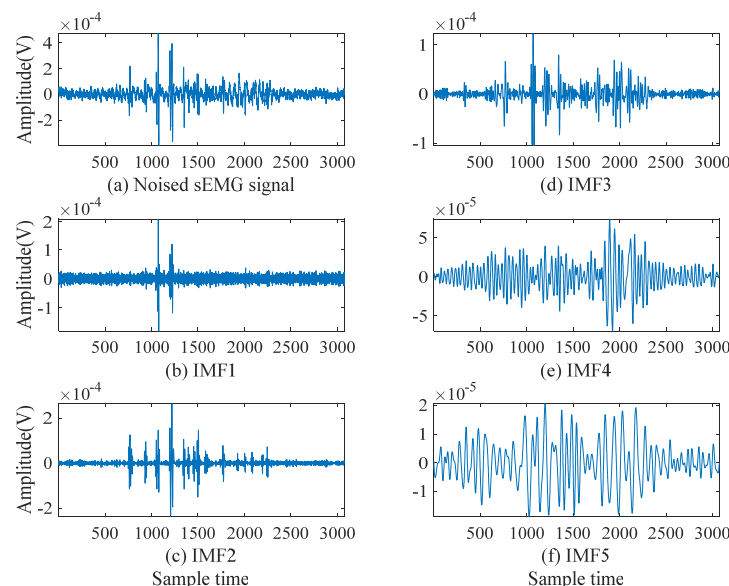 ×10-4
Amplitude(V)
4
2
0
-2
500 1000 1500 2000 2500 3000
(a) Noised sEMG signal
×10-4
1
0
-1
500 1000 1500 2000 2500 3000
(d) IMF3
×10-4
Amplitude(V)
2
1
0
-1
500 1000 1500 2000 2500 3000
(b) IMF1
×10-5
5
0
-5
500 1000 1500 2000 2500 3000
(e) IMF4
×10-4
Amplitude(V)
2
0
-2
500 1000 1500 2000 2500 3000
(c) IMF2
Sample time
×10-5
2
1
0
-1
500 1000 1500 2000 2500 3000
(f) IMF5
Sample time